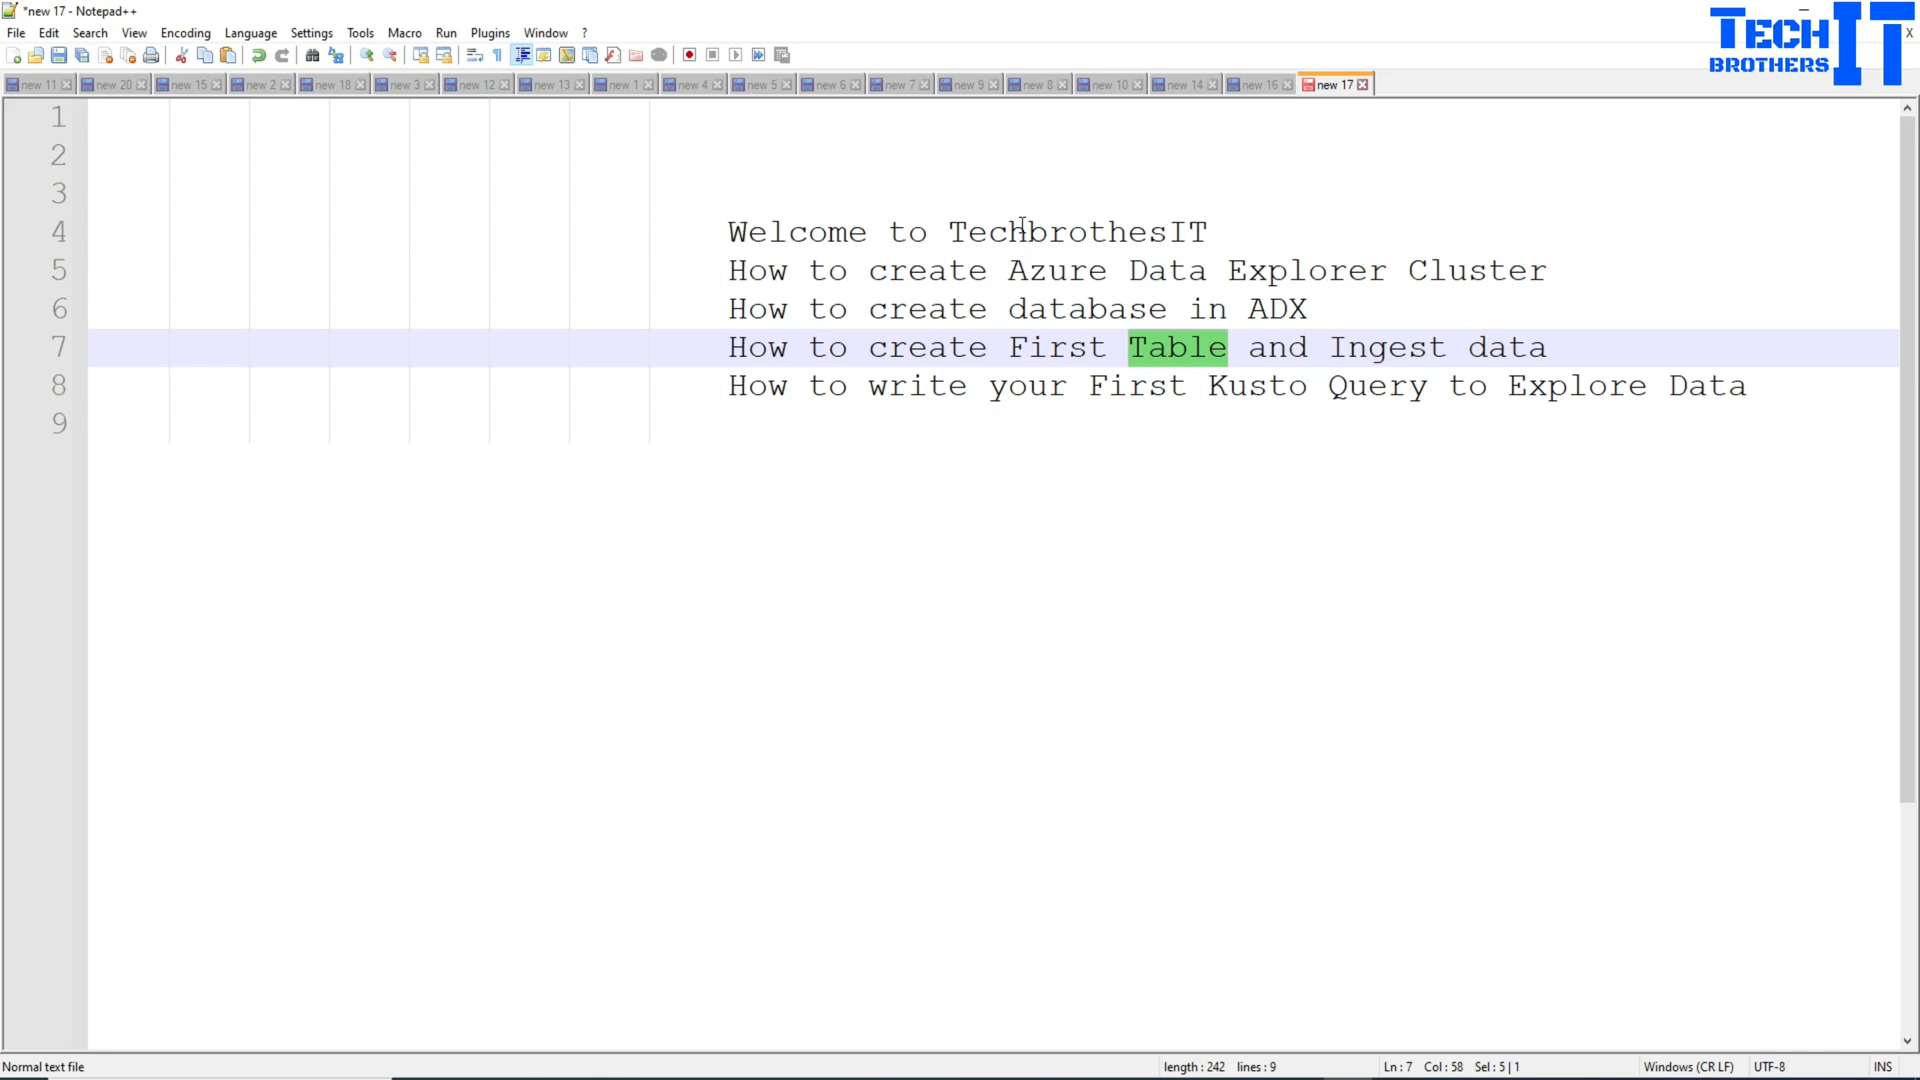 *new 17 - Notepad++
TECH IT
BROTHERS
File Edit Search View Encoding Language Settings Tools Macro Run Plugins Window ?
X
new 11 new 20 new 15 new 2 new 18 new 3 new 12 new 13 new 1 new 4 new 5 new 6 new 7 new 9 new 8 new 10 new 14 new 16 new 17
1
2
3
4 Welcome to TechbrothesIT
5 How to create Azure Data Explorer Cluster
6 How to create database in ADX
7 How to create First Table and Ingest data
8 How to write your First Kusto Query to Explore Data
9
Normal text file length : 242 lines : 9 Ln : 7 Col : 58 Sel : 5 | 1 Windows (CR LF) UTF-8 INS